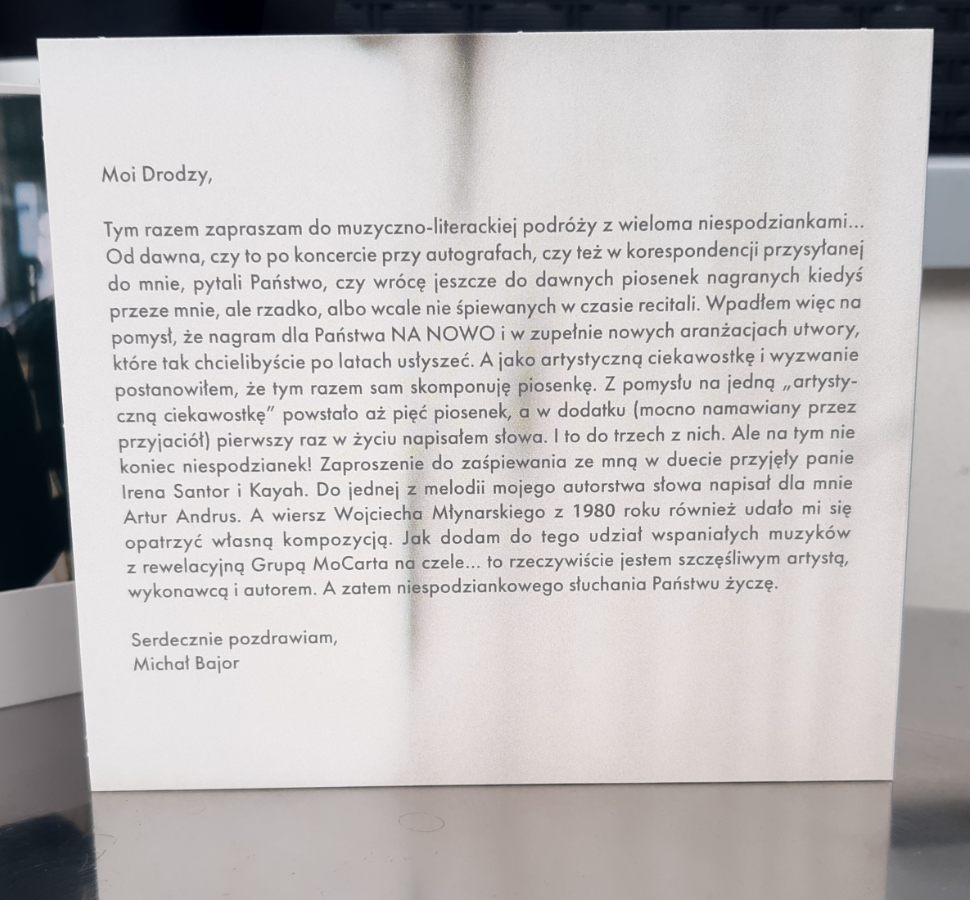 Moi Drodzy,
Tym razem zapraszam do muzyczno-literackiej podróży z wieloma niespodziankami...
Od dawna, czy to po koncercie przy autografach, czy też w korespondencji przysyłanej
do mnie, pytali Państwo, czy wrócę jeszcze do dawnych piosenek nagranych kiedyś
przeze mnie, ale rzadko, albo wcale nie śpiewanych w czasie recitali. Wpadłem więc na
pomysł, że nagram dla Państwa NA NOWO i w zupełnie nowych aranżacjach utwory,
które tak chcielibyście po latach usłyszeć. A jako artystyczną ciekawostkę i wyzwanie
postanowiłem, że tym razem sam skomponuję piosenkę. Z pomysłu na jedną „artysty-
czną ciekawostkę” powstało aż pięć piosenek, a w dodatku (mocno namawiany przez
przyjaciół) pierwszy raz w życiu napisałem słowa. I to do trzech z nich. Ale na tym nie
koniec niespodzianek! Zaproszenie do zaśpiewania ze mną w duecie przyjęły panie
Irena Santor i Kayah. Do jednej z melodii mojego autorstwa słowa napisał dla mnie
Artur Andrus. A wiersz Wojciecha Młynarskiego z 1980 roku również udało mi się
opatrzyć własną kompozycją. Jak dodam do tego udział wspaniałych muzyków
z rewelacyjną Grupą MoCarta na czele... to rzeczywiście jestem szczęśliwym artystą,
wykonawcą i autorem. A zatem niespodziankowego słuchania Państwu życzę.
Serdecznie pozdrawiam,
Michał Bajor